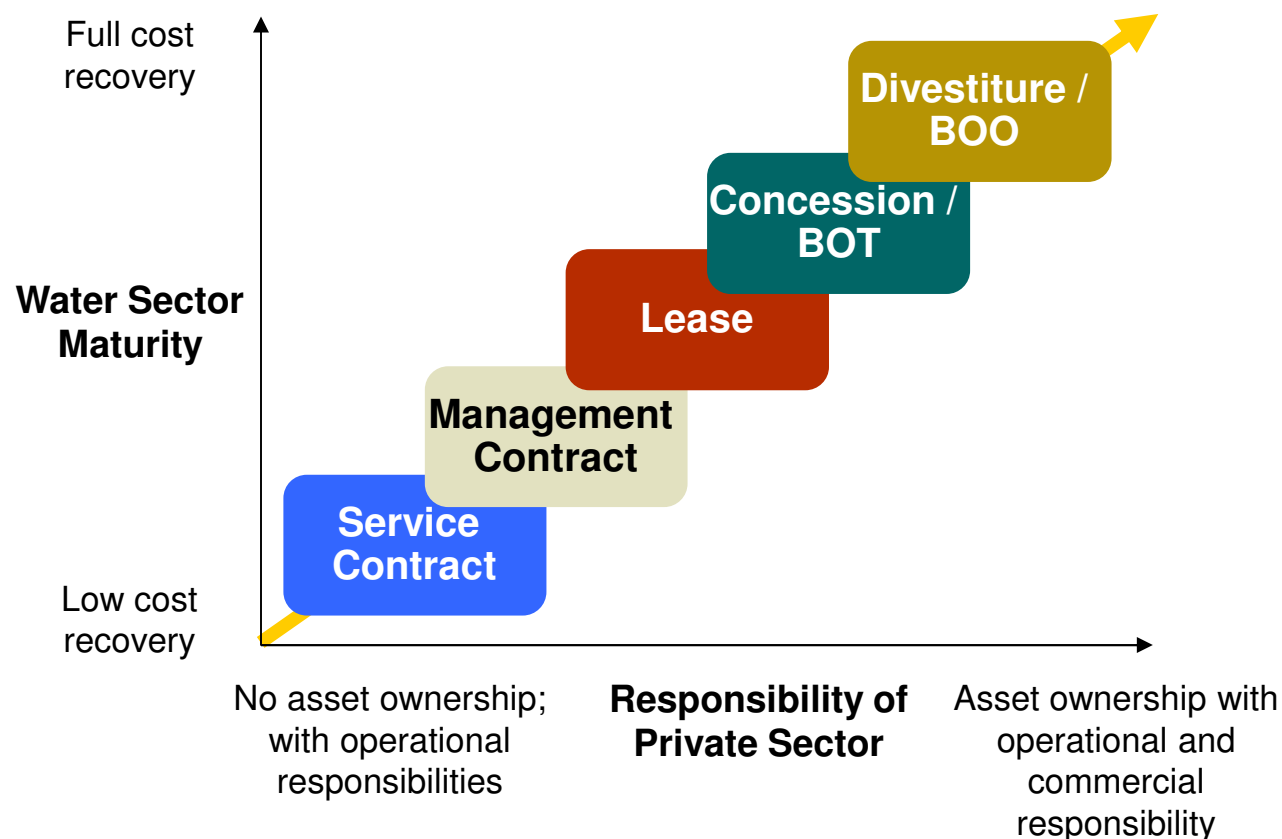 Full cost
recovery
Divestiture /
BOO
Concession /
BOT
Water Sector
Maturity
Lease
Management
Contract
Service
Contract
Low cost
recovery
No asset ownership;
with operational
responsibilities
Responsibility of
Private Sector
Asset ownership with
operational and
commercial
responsibility